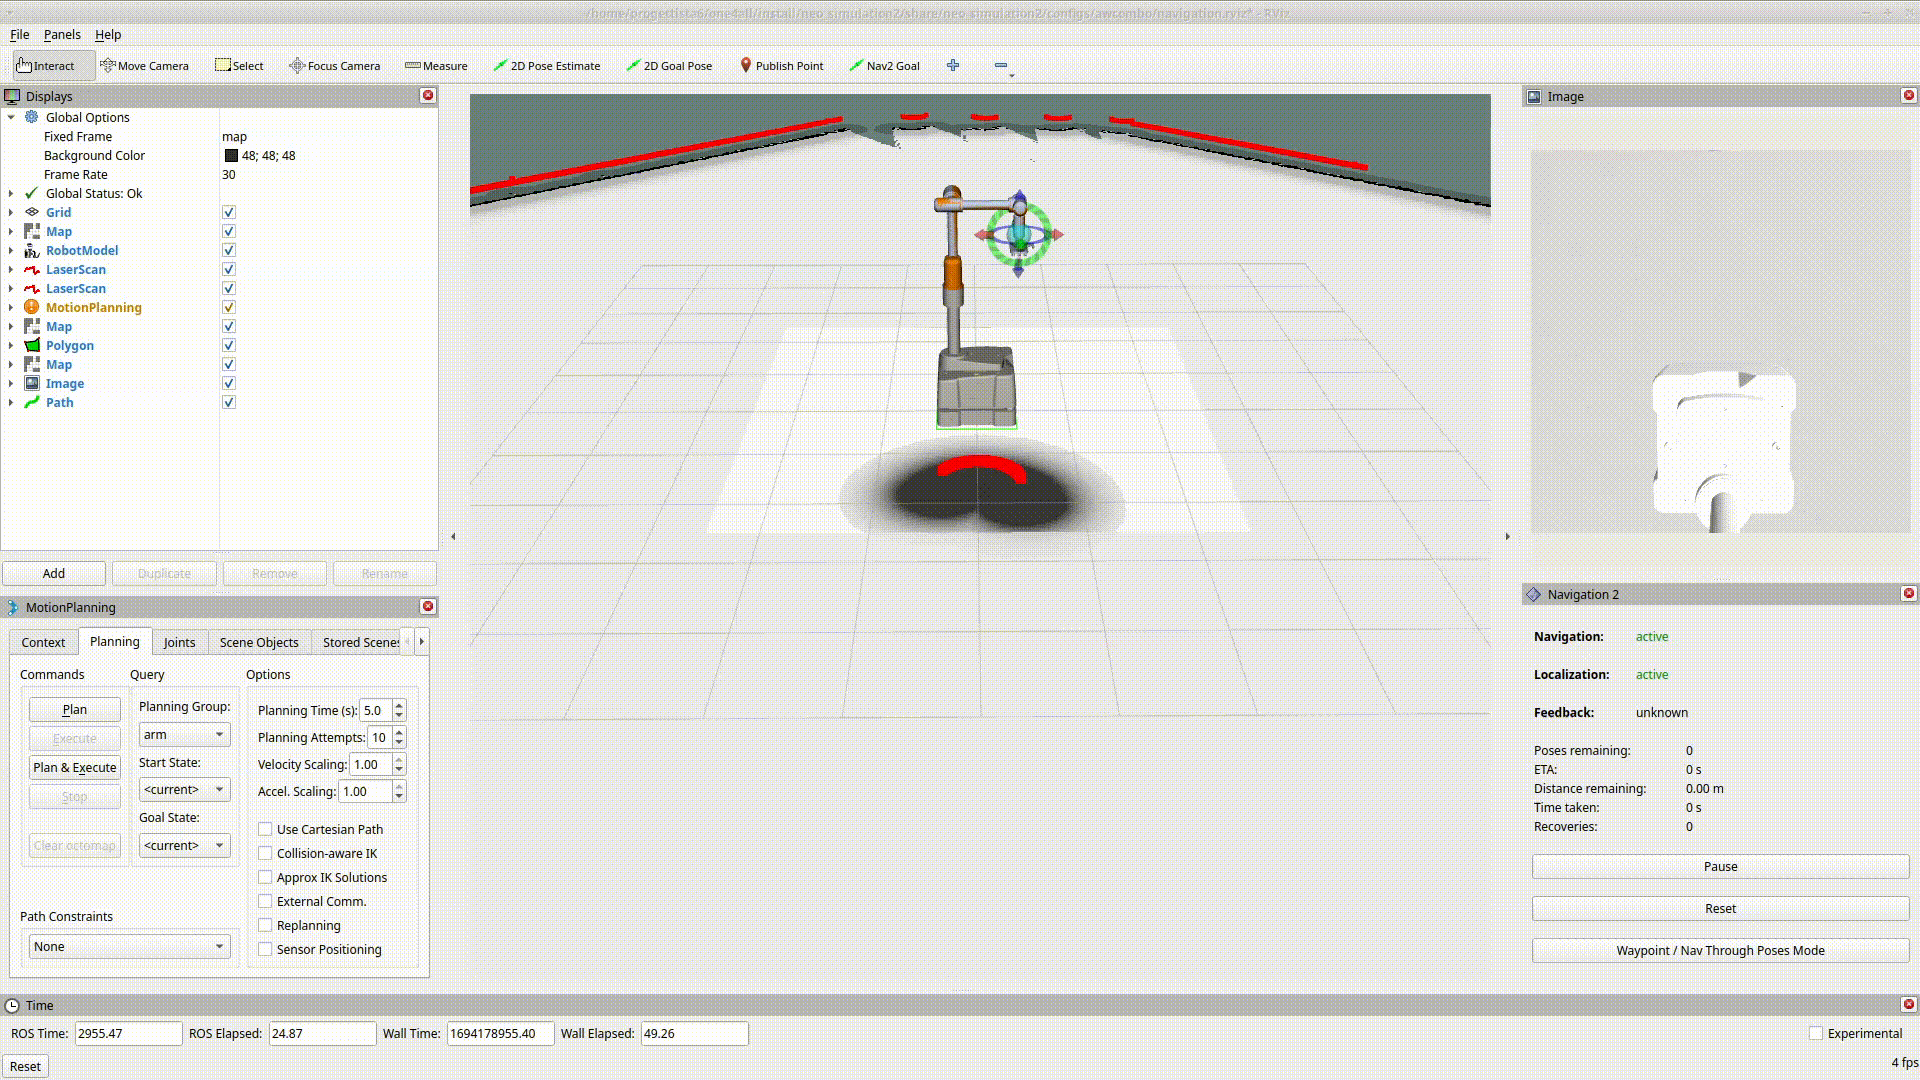 /home/progettista6/one4all/install/neo_simulation2/share/neo_simulation2/configs/awcombo/navigation.rviz* - RViz
File Panels Help
Interact Move Camera Select Focus Camera Measure 2D Pose Estimate 2D Goal Pose Publish Point Nav2 Goal
Displays
Global Options
Fixed Frame map
Background Color 48; 48; 48
Frame Rate 30
Global Status: Ok
Grid
Map
RobotModel
LaserScan
LaserScan
MotionPlanning
Map
Polygon
Map
Image
Path
Add Duplicate Remove Rename
MotionPlanning
Context Planning Joints Scene Objects Stored Scenes
Commands Query Options
Plan
Execute
Plan & Execute
Stop
Clear octomap
Planning Group:
arm
Start State:
<current>
Goal State:
<current>
Planning Time (s): 5.0
Planning Attempts: 10
Velocity Scaling: 1.00
Accel. Scaling: 1.00
Use Cartesian Path
Collision-aware IK
Approx IK Solutions
External Comm.
Replanning
Sensor Positioning
Path Constraints
None
Image
Navigation 2
Navigation: active
Localization: active
Feedback: unknown
Poses remaining: 0
ETA: 0 s
Distance remaining: 0.00 m
Time taken: 0 s
Recoveries: 0
Pause
Reset
Waypoint / Nav Through Poses Mode
Time
ROS Time: 2955.47 ROS Elapsed: 24.87 Wall Time: 1694178955.40 Wall Elapsed: 49.26 Experimental
Reset 4 fps